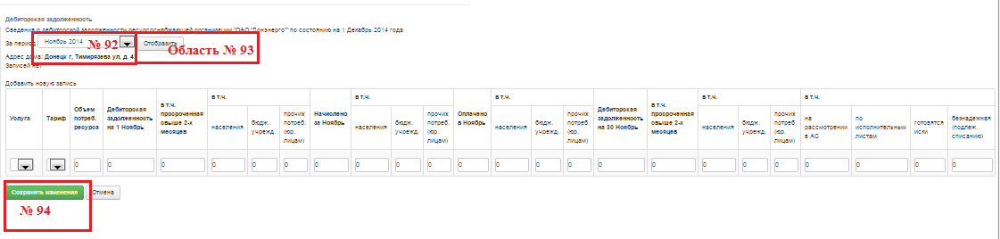 Дебиторокая задолженность
Сведения о дебиторской задолженности ресурсоснабжающей организации "ОАО "Донэнерго"" по состоянию на 1 Декабрь 2014 года
За период Ноябрь 2014 № 92 Отобразить
Область № 93
Адрес дома: Донецк г, Тимирязева ул, д. 4
Записей нет
Добавить новую запись
Услуга
Тариф
Объем потреб. ресурса
Дебиторская задолженность на 1 Ноябрь
В т.ч. просроченная свыше 2-х месяцев
в т.ч.
населения
бюдж. учрежд.
прочих потреб. (юр. лицам)
Начислено за Ноябрь
в т.ч.
населения
бюдж. учрежд.
прочих потреб. (юр. лицам)
Оплачено в Ноябрь
в т.ч.
населения
бюдж. учрежд.
прочих потреб. (юр. лицам)
Дебиторская задолженность на 30 Ноябрь
В т.ч. просроченная свыше 2-х месяцев
в т.ч.
населения
бюдж. учрежд.
прочих потреб. (юр. лицам)
в т.ч.
на рассмотрении в АС
по исполнительным листам
готовятся иски
безнадежная (подлеж. списанию)
0 0 0 0 0 0 0 0 0 0 0 0 0 0 0 0 0 0 0 0 0 0 0
Сохранить изменения Отмена
№ 94